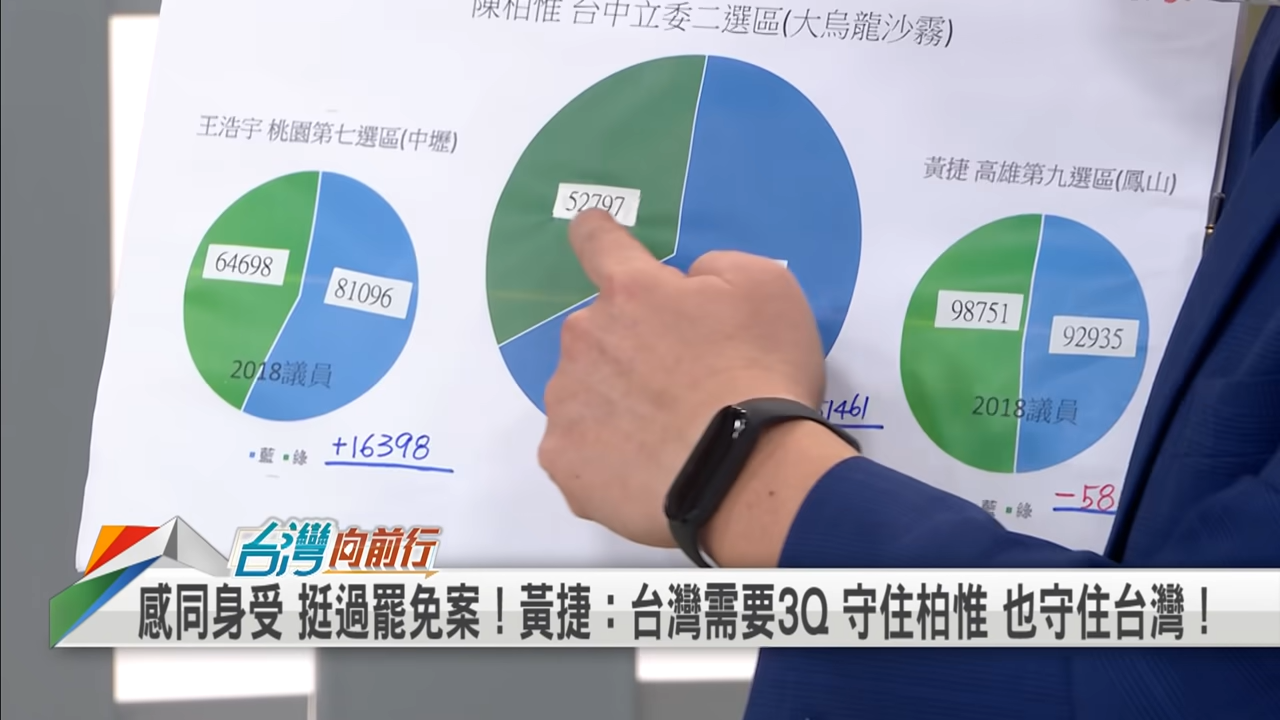 陳柏惟 台中立委二選區(大烏龍沙霧)
王浩宇 桃園第七選區(中壢)
黃捷 高雄第九選區(鳳山)
52797
64698
81096
98751
92935
2018議員
2018議員
1461
藍 綠
+16398
藍 綠
-58
台灣向前行
感同身受 挺過罷免案！黃捷：台灣需要3Q 守住柏惟 也守住台灣！